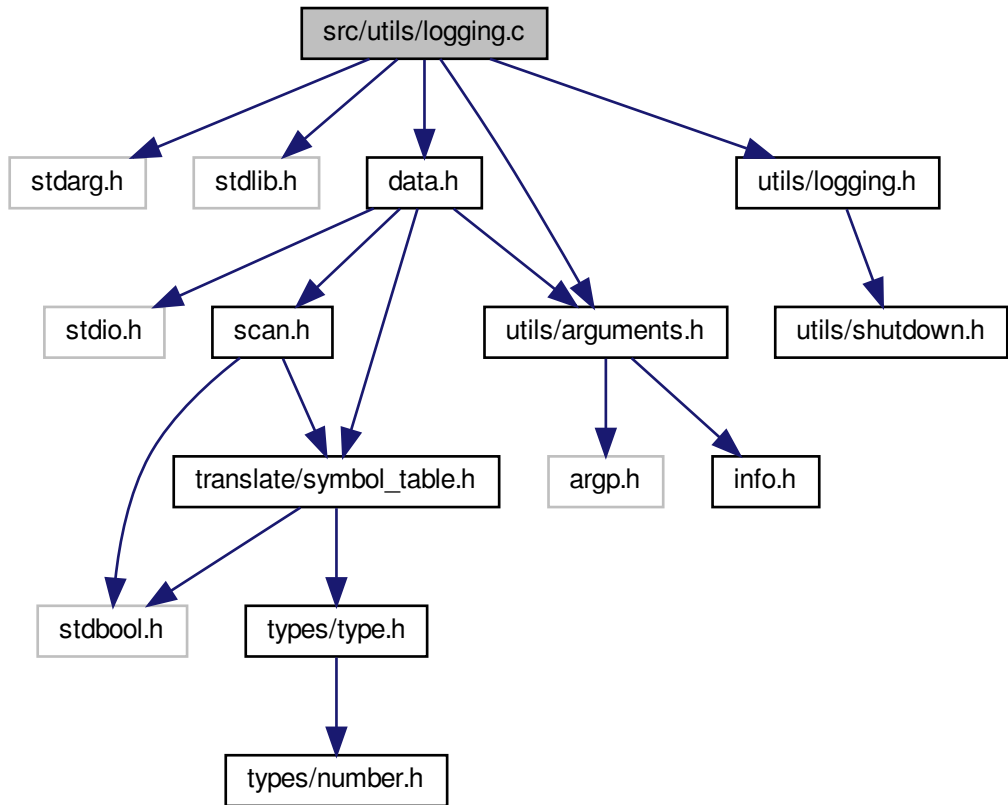 src/utils/logging.c
stdarg.h
stdlib.h
data.h
utils/logging.h
stdio.h
scan.h
utils/arguments.h
utils/shutdown.h
translate/symbol_table.h
argp.h
info.h
stdbool.h
types/type.h
types/number.h